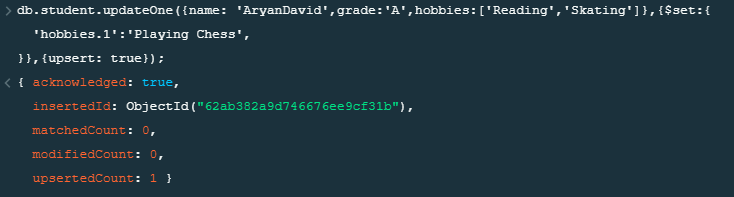 > db.student.updateOne({name: 'AryanDavid',grade:'A',hobbies:['Reading','Skating']},{$set:{
'hobbies.1':'Playing Chess',
}},{upsert: true});
< { acknowledged: true,
insertedId: ObjectId("62ab382a9d746676ee9cf31b"),
matchedCount: 0,
modifiedCount: 0,
upsertedCount: 1 }